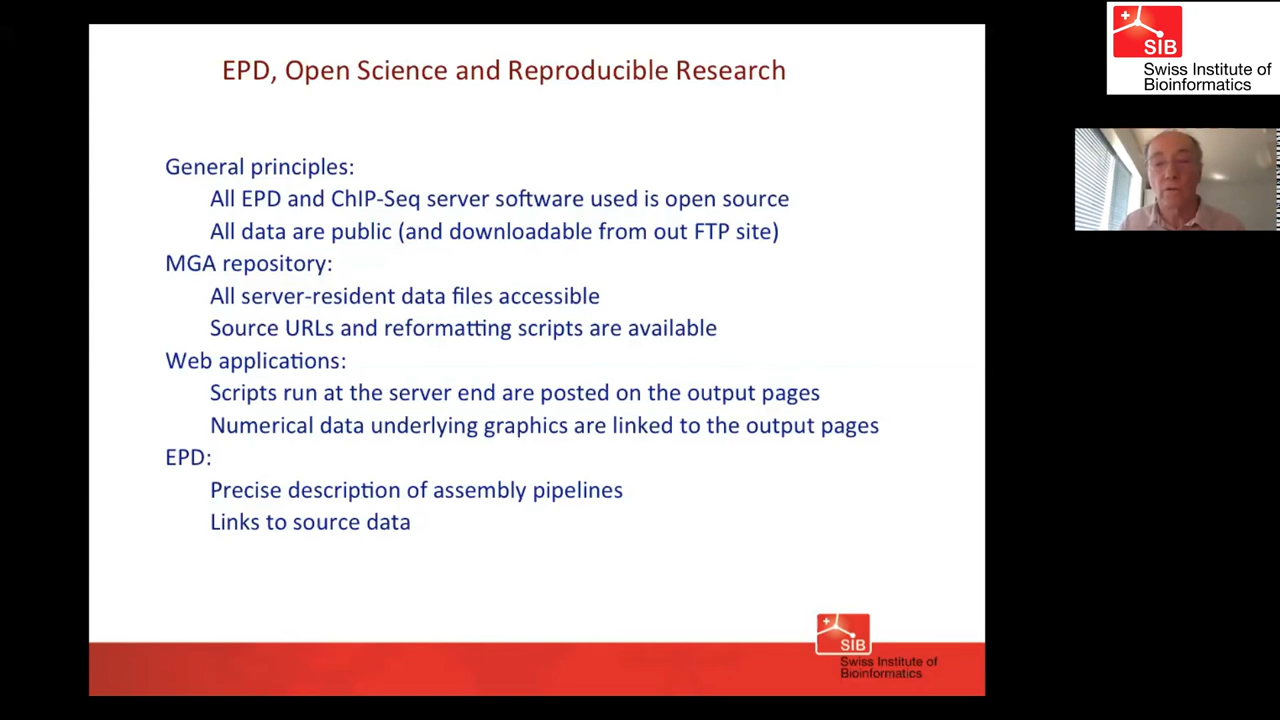 EPD, Open Science and Reproducible Research
General principles:
All EPD and ChIP-Seq server software used is open source
All data are public (and downloadable from out FTP site)
MGA repository:
All server-resident data files accessible
Source URLs and reformatting scripts are available
Web applications:
Scripts run at the server end are posted on the output pages
Numerical data underlying graphics are linked to the output pages
EPD:
Precise description of assembly pipelines
Links to source data
SIB
Swiss Institute of
Bioinformatics
SIB
Swiss Institute of
Bioinformatics